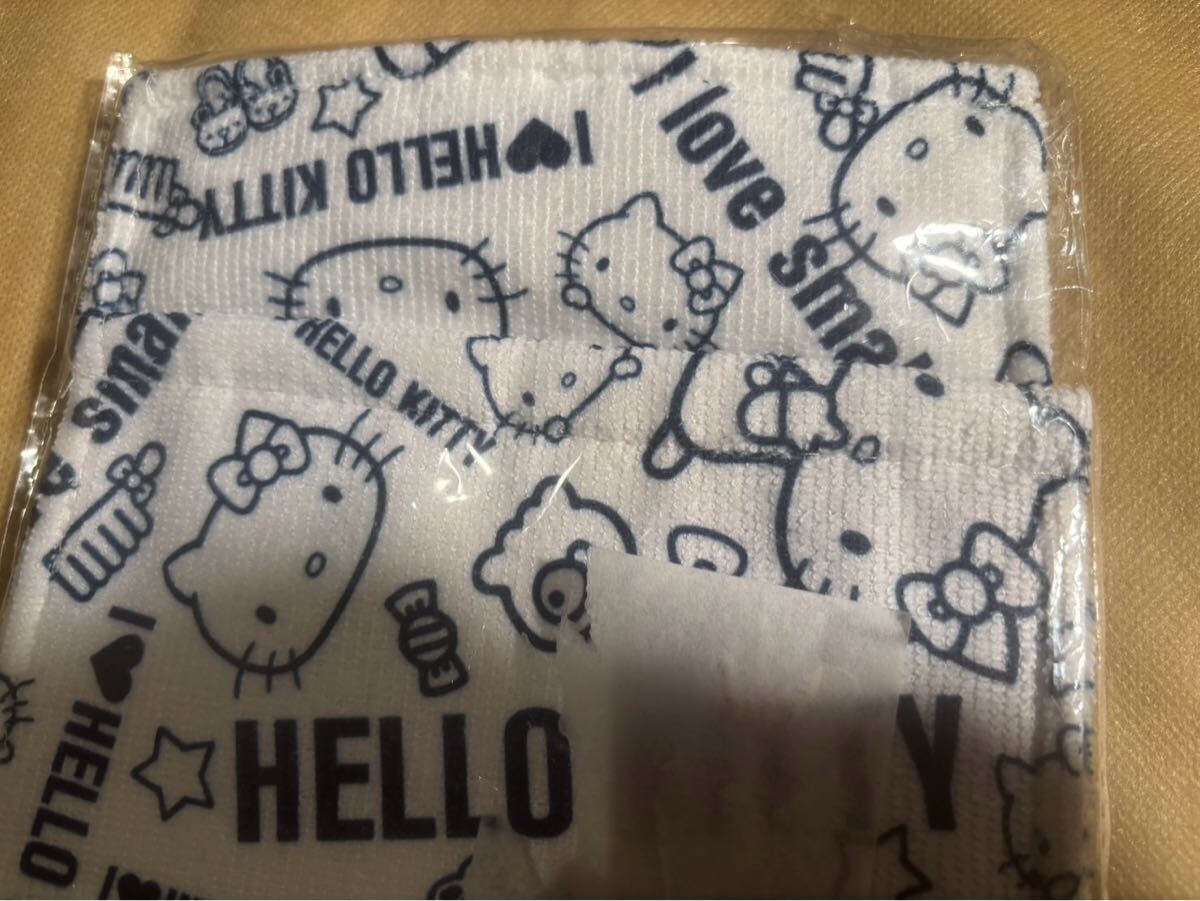 I ♥ HELLO KITTY
I love sma
sma
HELLO KITTY
I ♥ HELLO
HELLO
Y